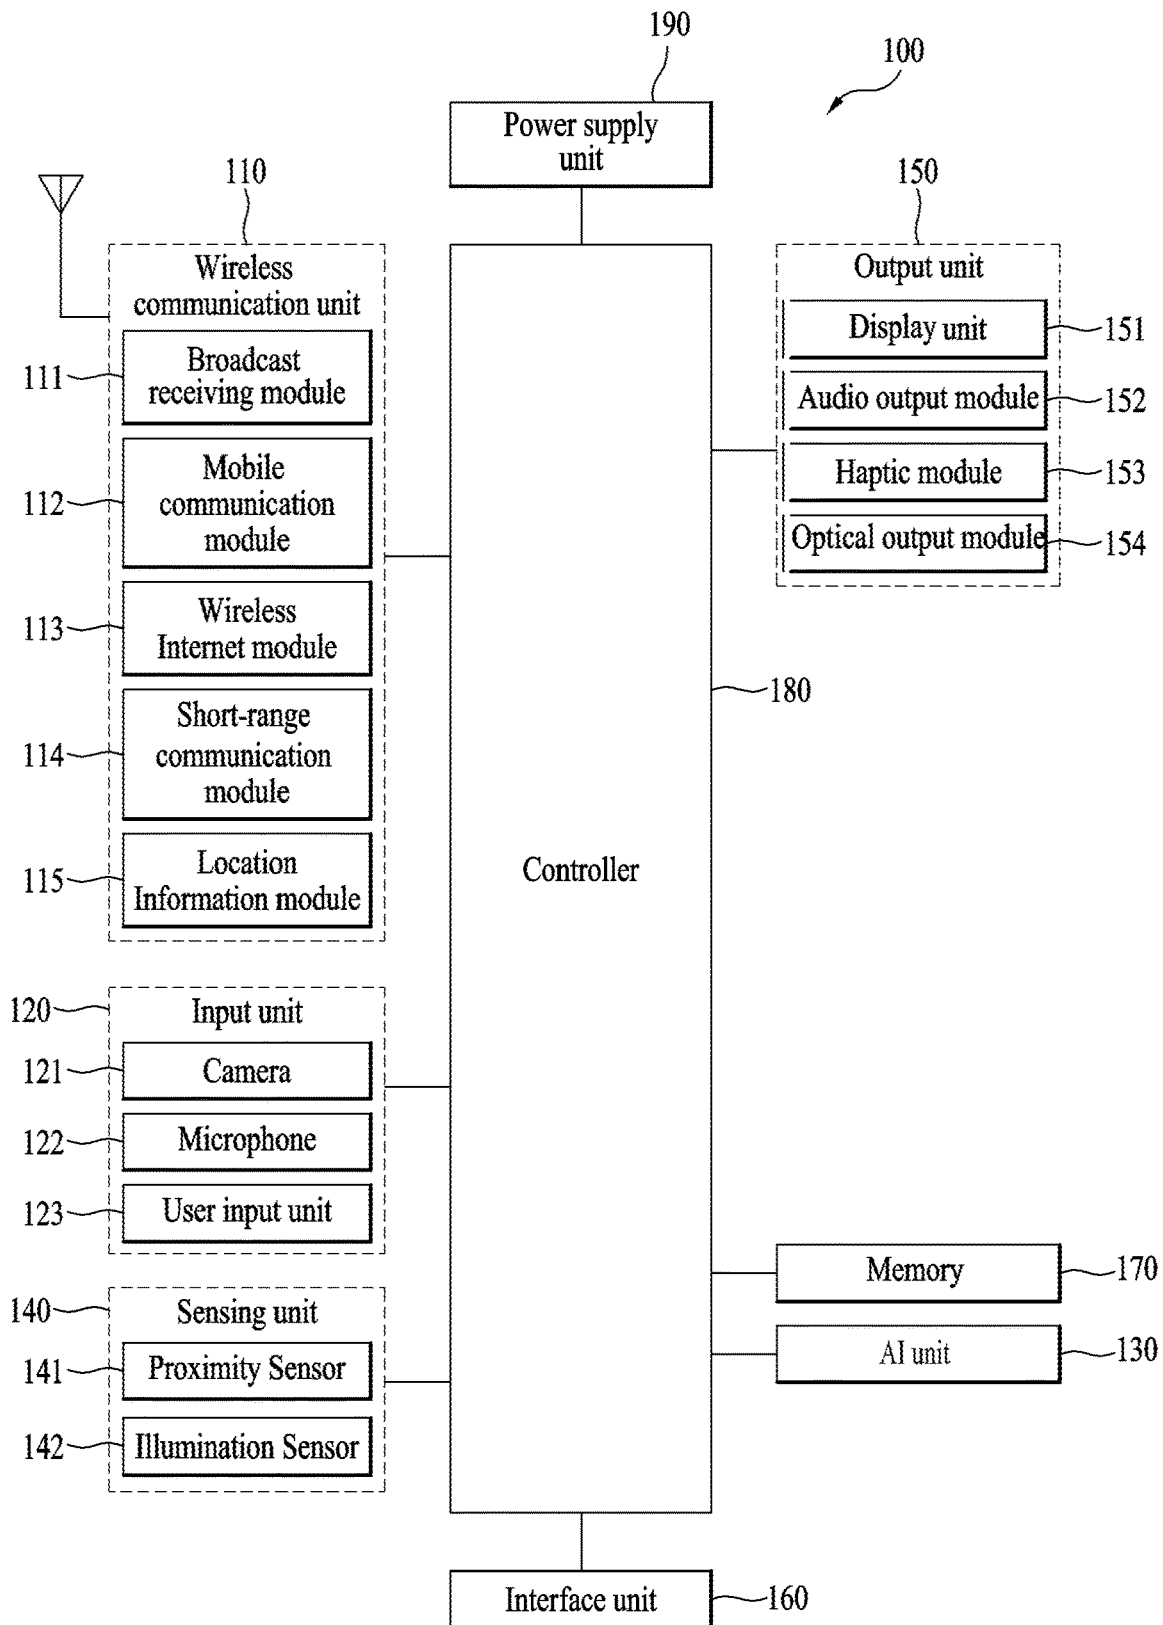 190
100
Power supply
unit
110
Wireless
communication unit
111
Broadcast
receiving module
112
Mobile
communication
module
113
Wireless
Internet module
114
Short-range
communication
module
115
Location
Information module
120
Input unit
121
Camera
122
Microphone
123
User input unit
140
Sensing unit
141
Proximity Sensor
142
Illumination Sensor
Controller
180
150
Output unit
Display unit
151
Audio output module
152
Haptic module
153
Optical output module
154
Memory
170
AI unit
130
Interface unit
160